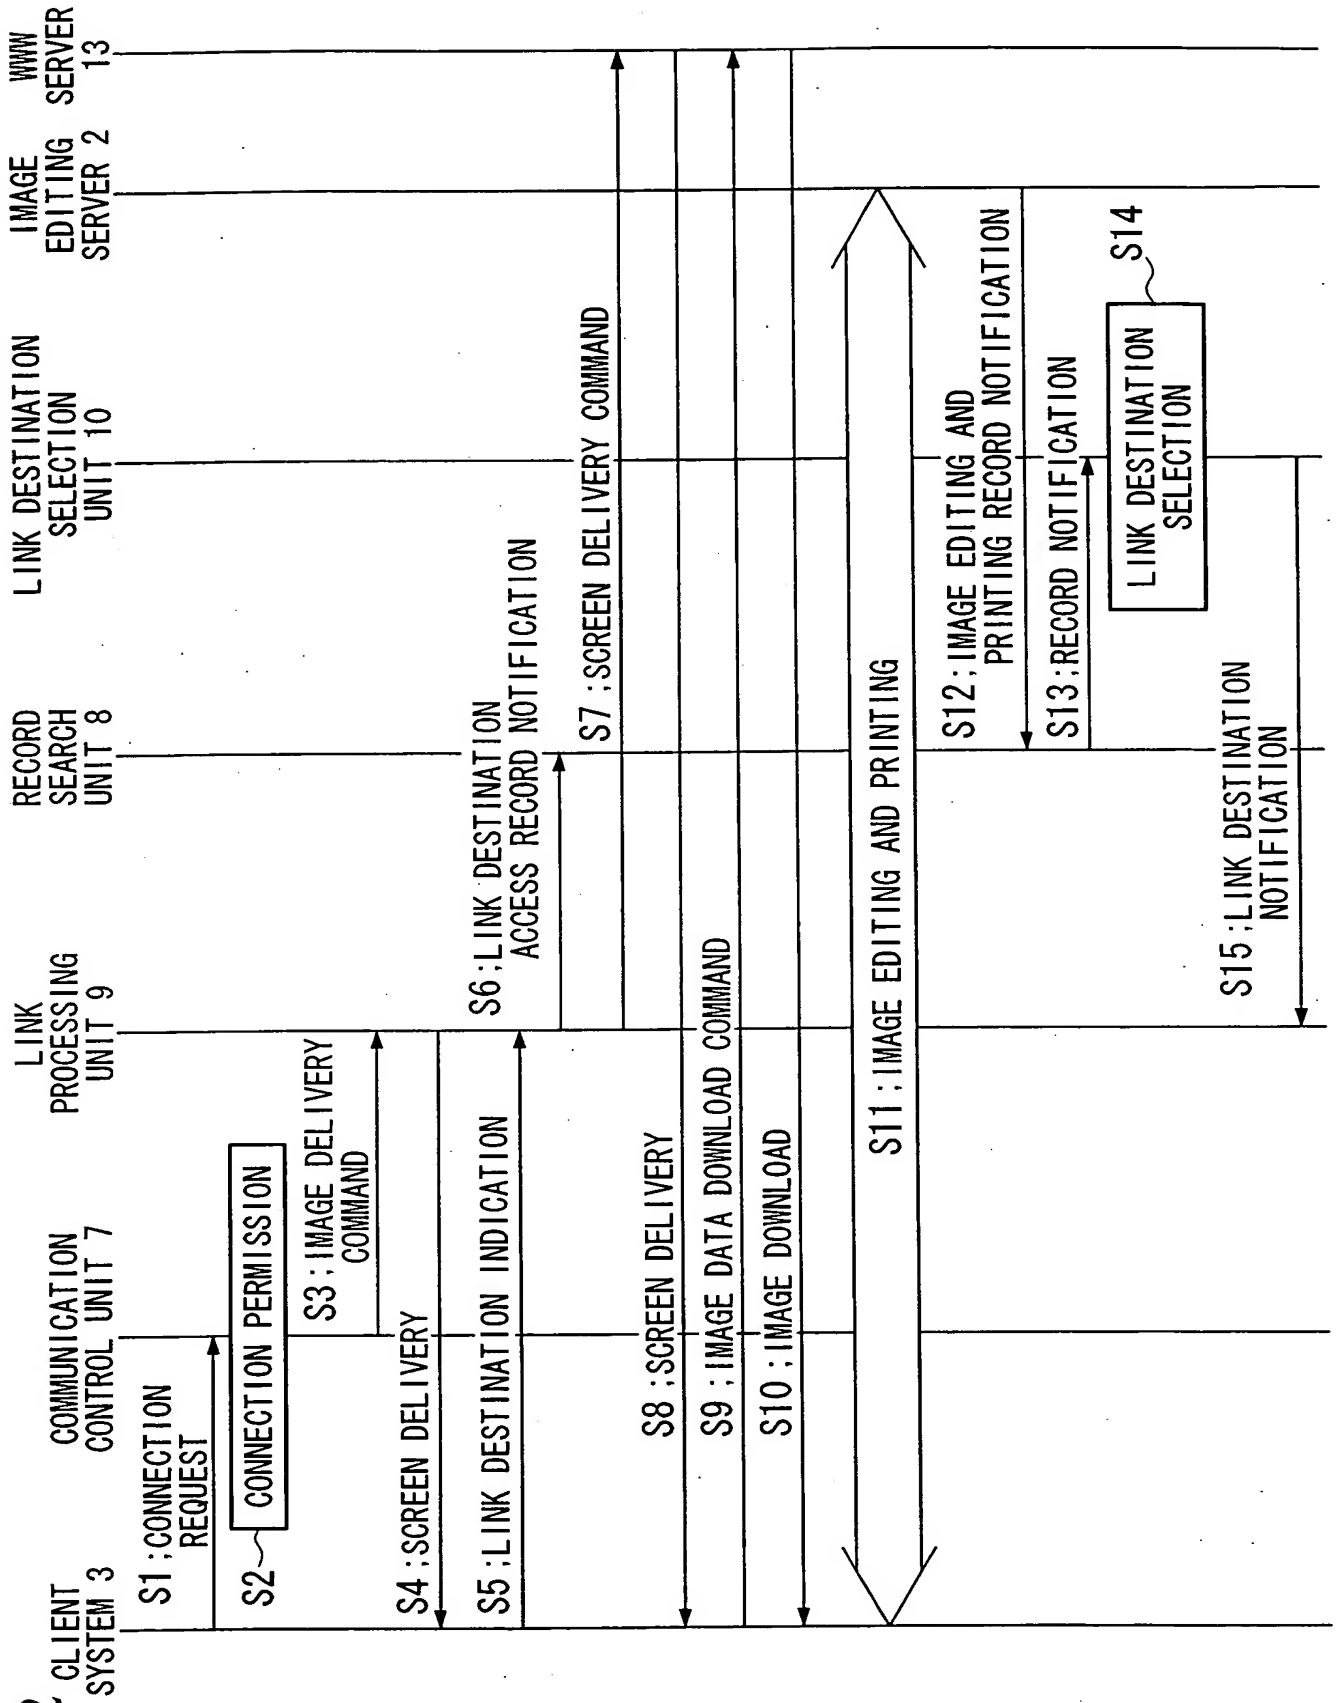 CLIENT
SYSTEM 3
COMMUNICATION
CONTROL UNIT 7
LINK
PROCESSING
UNIT 9
RECORD
SEARCH
UNIT 8
LINK DESTINATION
SELECTION
UNIT 10
IMAGE
EDITING
SERVER 2
WWW
SERVER
13
S1;CONNECTION
REQUEST
S2
CONNECTION PERMISSION
S3;IMAGE DELIVERY
COMMAND
S4;SCREEN DELIVERY
S5;LINK DESTINATION INDICATION
S6;LINK DESTINATION
ACCESS RECORD NOTIFICATION
S7;SCREEN DELIVERY COMMAND
S8;SCREEN DELIVERY
S9;IMAGE DATA DOWNLOAD COMMAND
S10;IMAGE DOWNLOAD
S11;IMAGE EDITING AND PRINTING
S12;IMAGE EDITING AND
PRINTING RECORD NOTIFICATION
S13;RECORD NOTIFICATION
LINK DESTINATION
SELECTION
S14
S15;LINK DESTINATION
NOTIFICATION